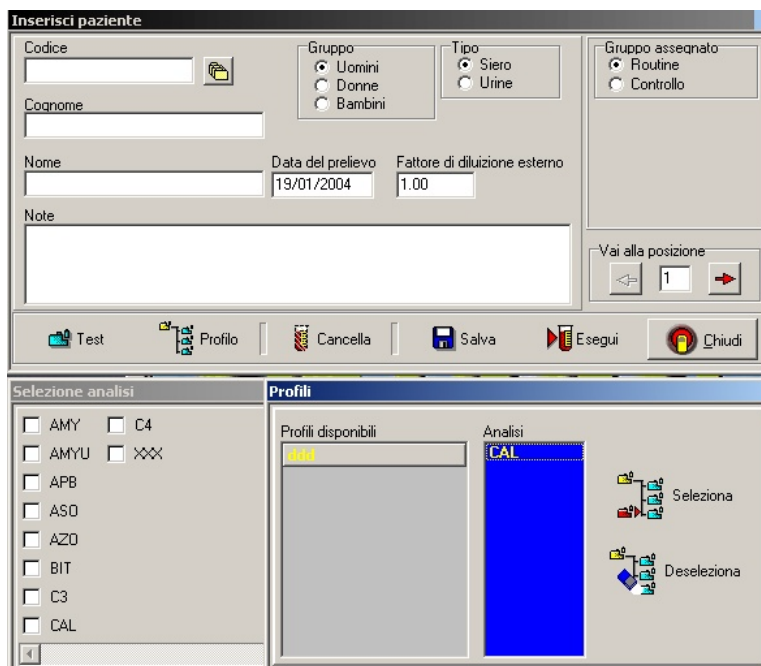 Inserisci paziente
Codice
Gruppo
Uomini
Donne
Bambini
Tipo
Siero
Urine
Gruppo assegnato
Routine
Controllo
Cognome
Nome
Data del prelievo
19/01/2004
Fattore di diluizione esterno
1.00
Note
Vai alla posizione
1
Test
Profilo
Cancella
Salva
Esegui
Chiudi
Selezione analisi
AMY
C4
AMYU
XXX
APB
ASO
AZO
BIT
C3
CAL
Profili
Profili disponibili
ddd
Analisi
CAL
Seleziona
Deseleziona